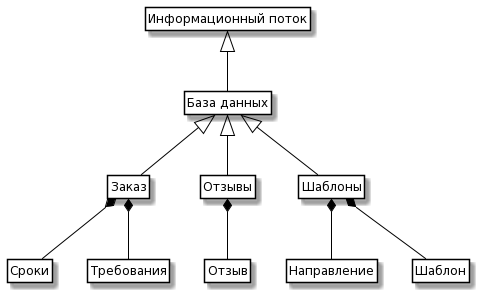 Информационный поток
База данных
Заказ
Отзывы
Шаблоны
Сроки
Требования
Отзыв
Направление
Шаблон